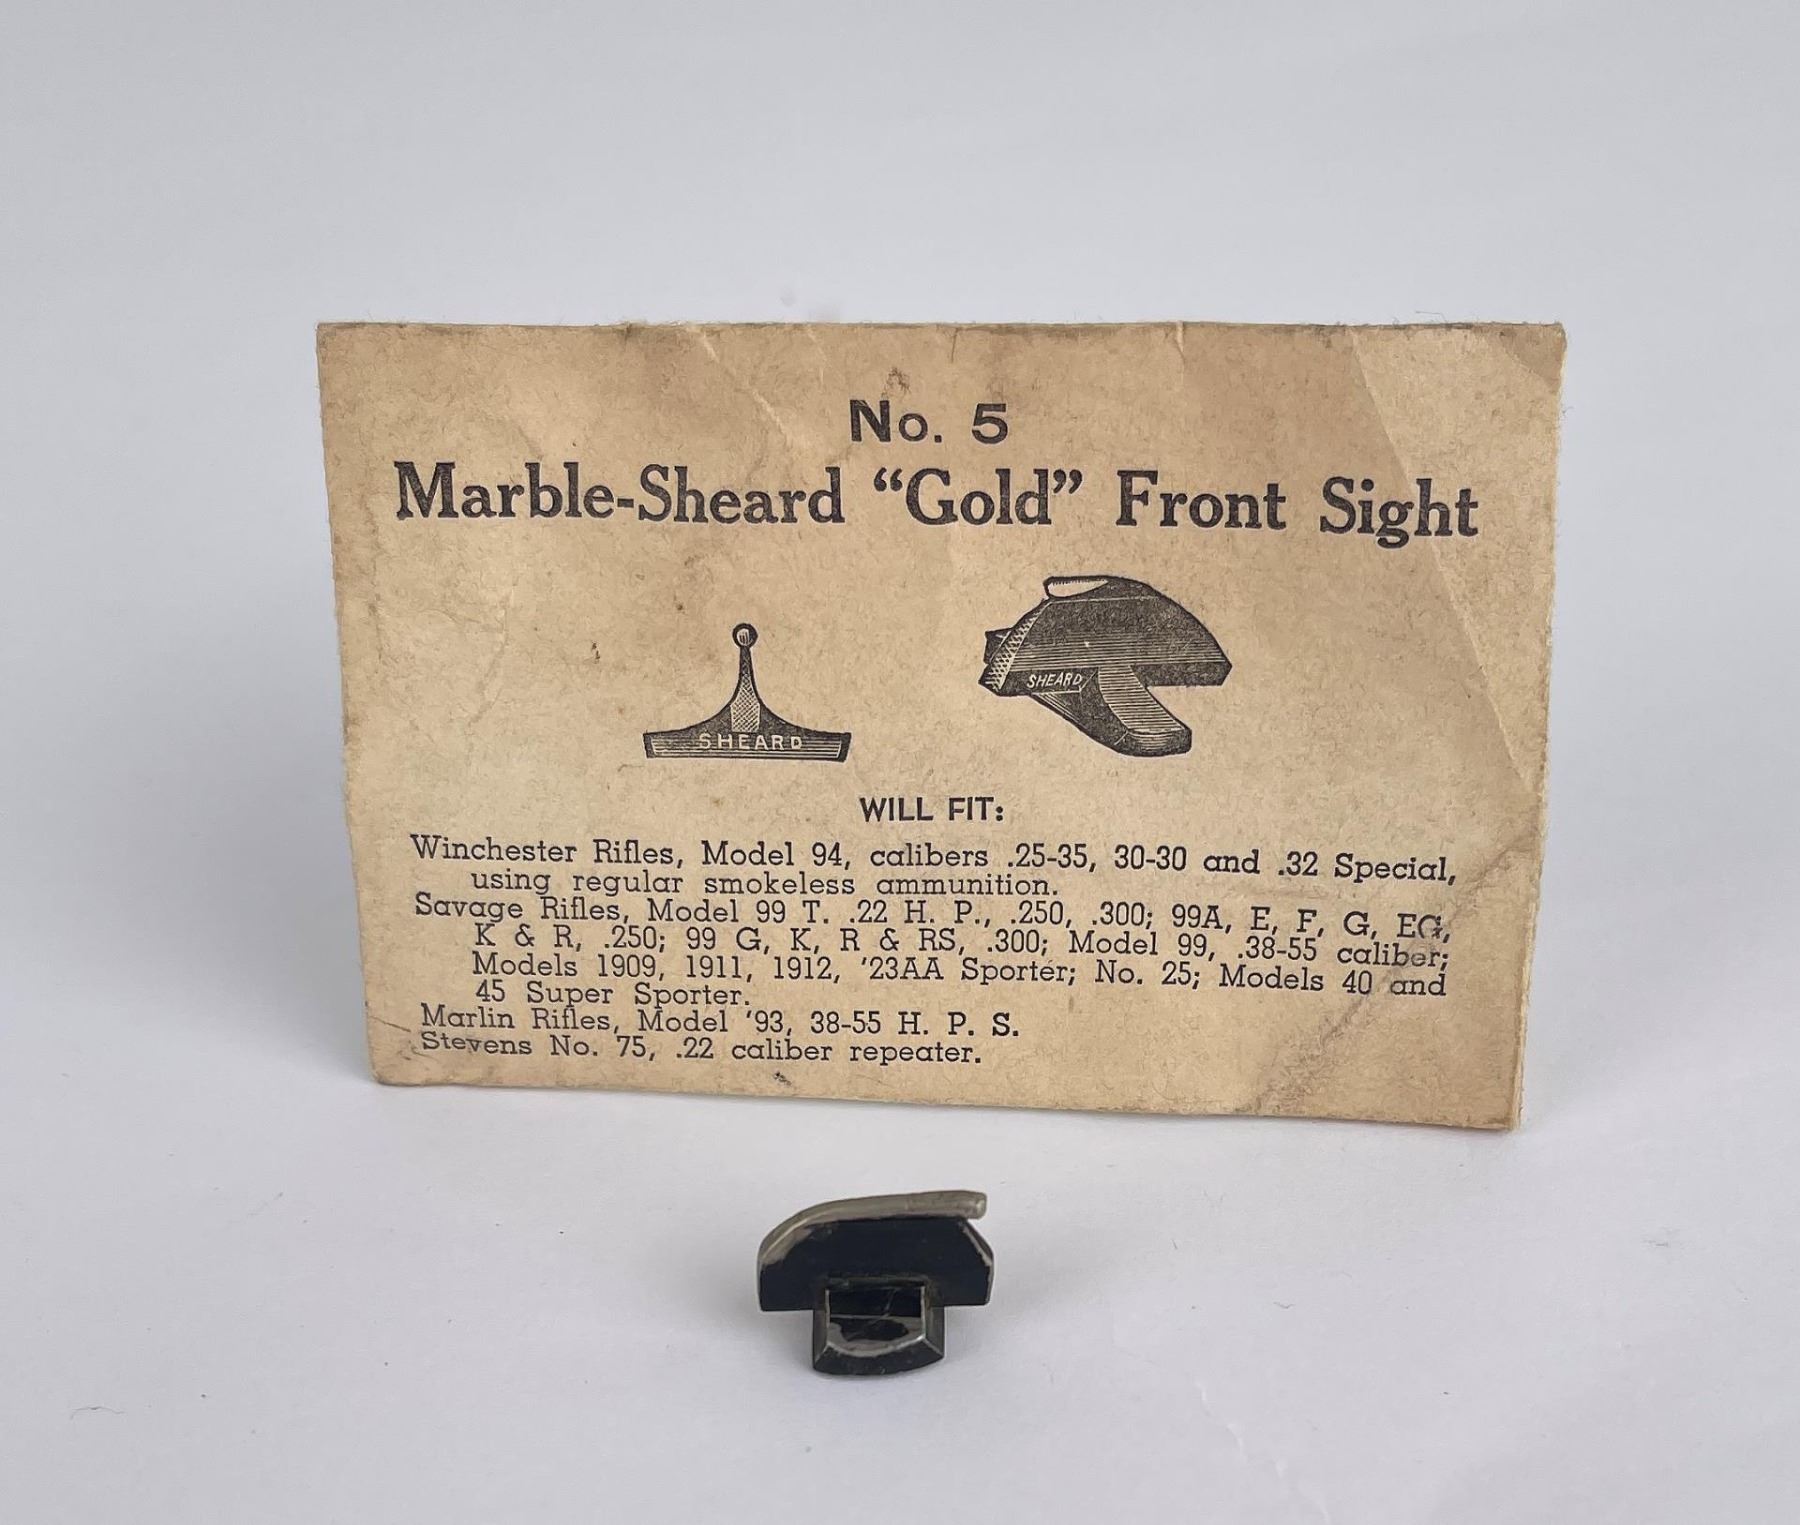 No. 5
Marble-Sheard “Gold” Front Sight
SHEARD
SHEARD
WILL FIT:
Winchester Rifles, Model 94, calibers .25-35, 30-30 and .32 Special,
using regular smokeless ammunition.
Savage Rifles, Model 99 T. .22 H. P., .250, .300; 99A, E, F, G, EG,
K & R, .250; 99 G, K, R & RS, .300; Model 99, .38-55 caliber;
Models 1909, 1911, 1912, ’23AA Sporter; No. 25; Models 40 and
45 Super Sporter.
Marlin Rifles, Model ’93, 38-55 H. P. S.
Stevens No. 75, .22 caliber repeater.